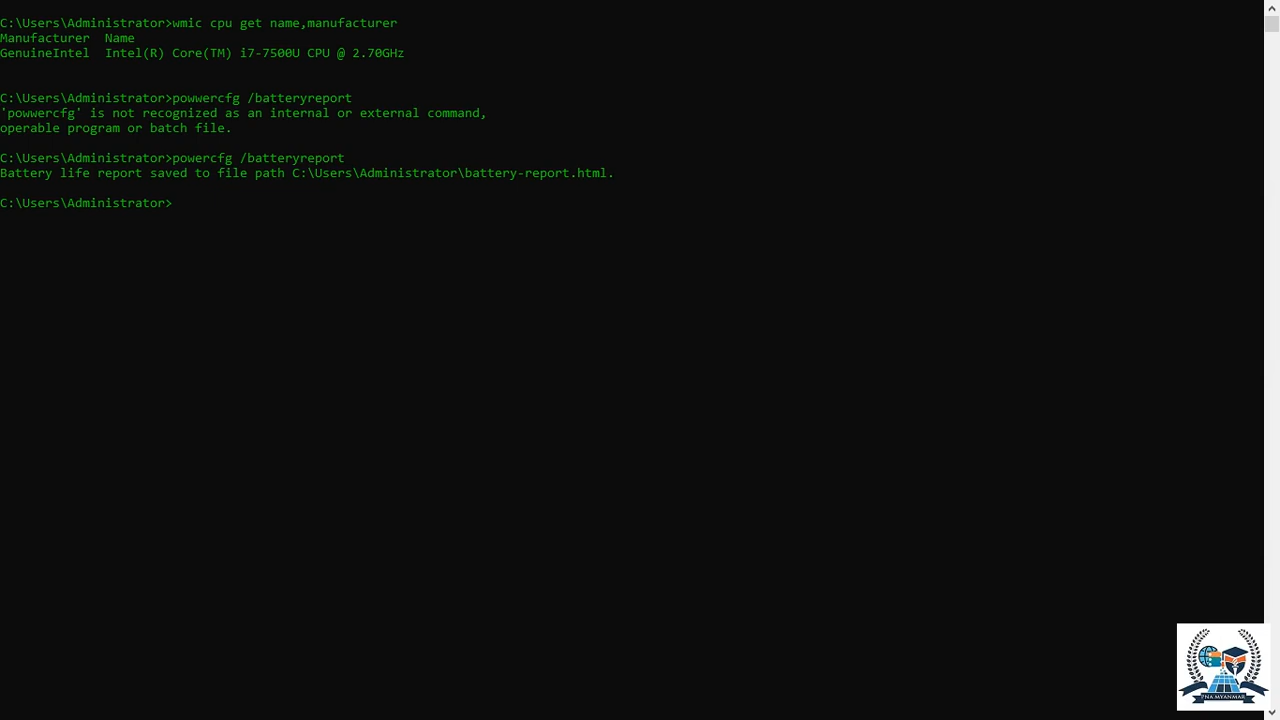 C:\Users\Administrator>wmic cpu get name,manufacturer
Manufacturer  Name
GenuineIntel  Intel(R) Core(TM) i7-7500U CPU @ 2.70GHz
C:\Users\Administrator>powwercfg /batteryreport
'powwercfg' is not recognized as an internal or external command,
operable program or batch file.
C:\Users\Administrator>powercfg /batteryreport
Battery life report saved to file path C:\Users\Administrator\battery-report.html.
C:\Users\Administrator>